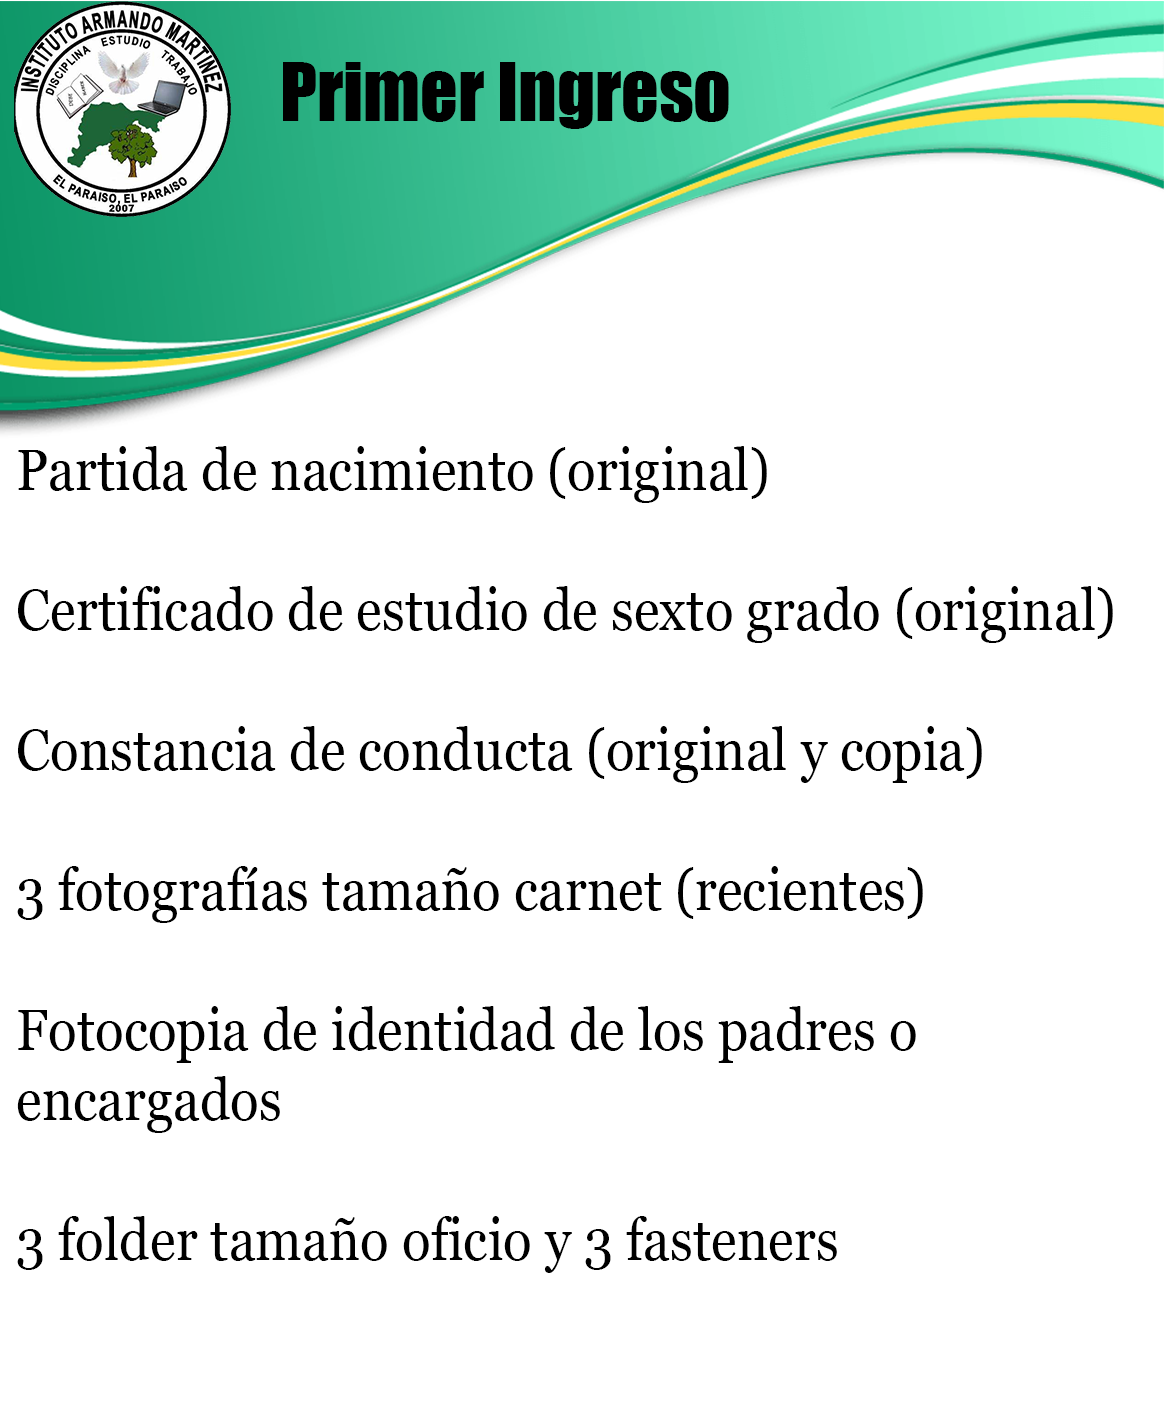 INSTITUTO ARMANDO MARTINEZ
DISCIPLINA ESTUDIO TRABAJO
EL PARAISO, EL PARAISO
2007
Primer Ingreso
Partida de nacimiento (original)
Certificado de estudio de sexto grado (original)
Constancia de conducta (original y copia)
3 fotografías tamaño carnet (recientes)
Fotocopia de identidad de los padres o
encargados
3 folder tamaño oficio y 3 fasteners